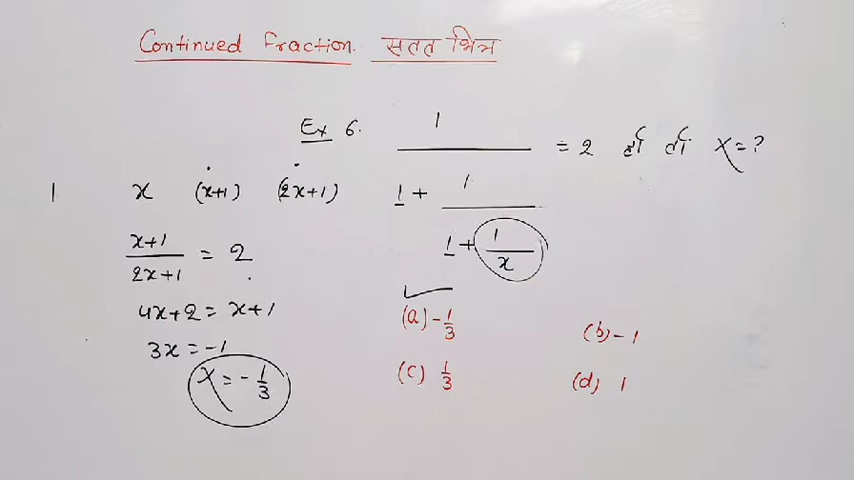 Continued Fraction. सतत भिन्न
Ex 6. 1/(1 + 1/(1 + 1/x)) = 2 हो तो x = ?
1 x (x+1) (2x+1)
(x+1)/(2x+1) = 2
4x+2 = x+1
3x = -1
x = -1/3
(a) -1/3 (b) -1
(c) 1/3 (d) 1